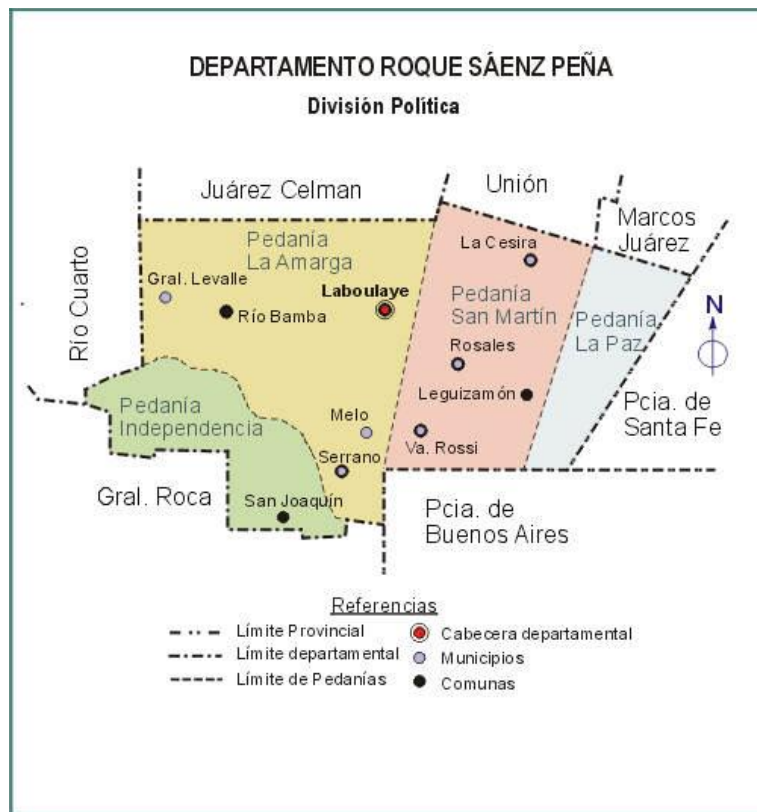 DEPARTAMENTO ROQUE SÁENZ PEÑA
División Política
Juárez Celman
Unión
Marcos
Juárez
Río Cuarto
Pedanía
La Amarga
La Cesira
Gral. Levalle
Laboulaye
Río Bamba
Pedanía
San Martín
Pedanía
La Paz
N
Rosales
Leguizamón
Pedanía
Independencia
Melo
Va. Rossi
Serrano
Pcia. de
Santa Fe
Gral. Roca
San Joaquín
Pcia. de
Buenos Aires
Referencias
Límite Provincial
Cabecera departamental
Límite departamental
Municipios
Límite de Pedanías
Comunas